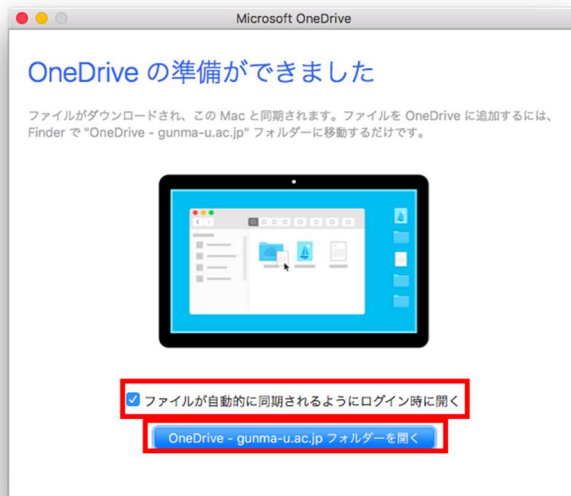 Microsoft OneDrive
OneDrive の準備ができました
ファイルがダウンロードされ、この Mac と同期されます。ファイルを OneDrive に追加するには、
Finder で "OneDrive - gunma-u.ac.jp" フォルダーに移動するだけです。
ファイルが自動的に同期されるようにログイン時に開く
OneDrive - gunma-u.ac.jp フォルダーを開く